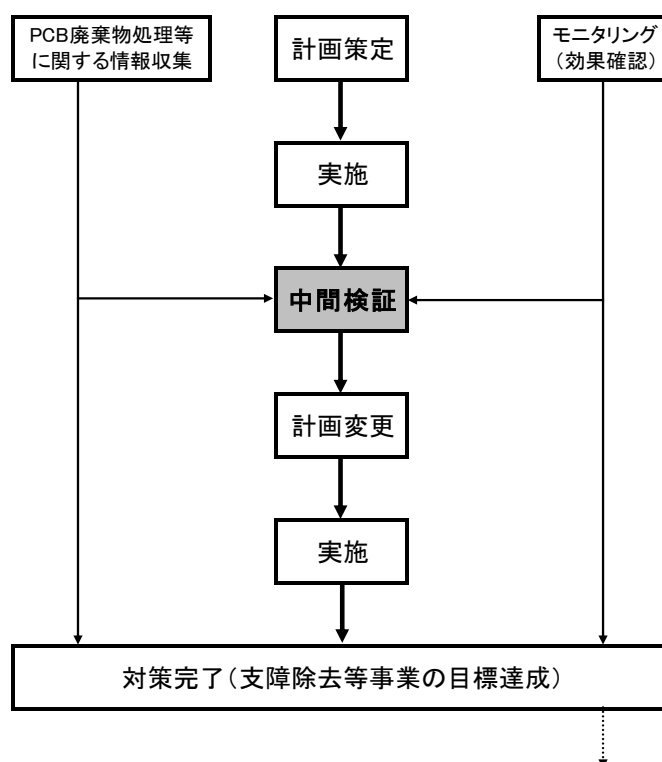 PCB廃棄物処理等
に関する情報収集
計画策定
モニタリング
（効果確認）
実施
中間検証
計画変更
実施
対策完了（支障除去等事業の目標達成）